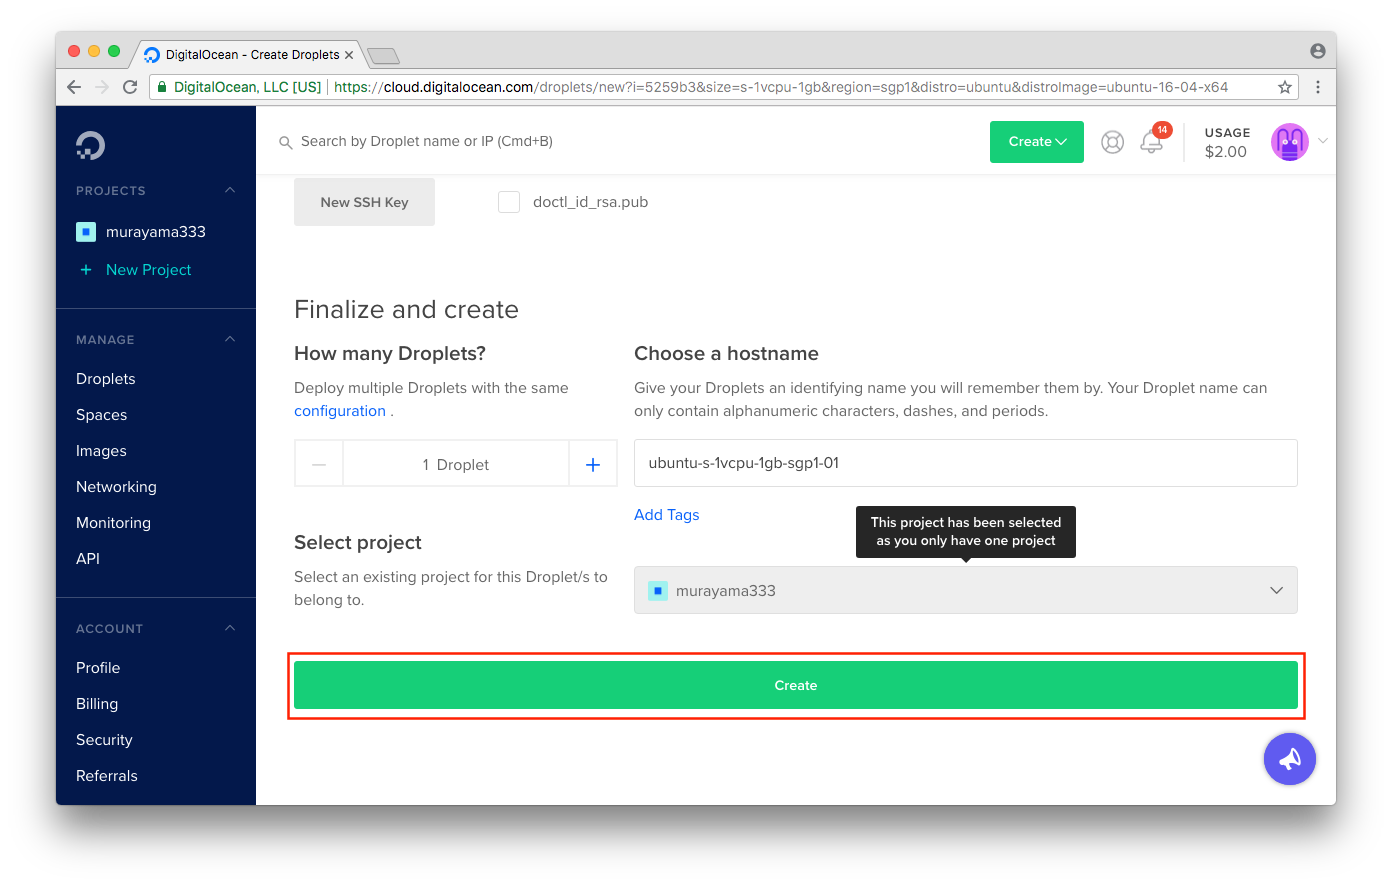 DigitalOcean - Create Droplets
DigitalOcean, LLC [US] https://cloud.digitalocean.com/droplets/new?i=5259b3&size=s-1vcpu-1gb&region=sgp1&distro=ubuntu&distroImage=ubuntu-16-04-x64
Search by Droplet name or IP (Cmd+B)
Create
14
USAGE
$2.00
PROJECTS
murayama333
+ New Project
MANAGE
Droplets
Spaces
Images
Networking
Monitoring
API
ACCOUNT
Profile
Billing
Security
Referrals
New SSH Key
doctl_id_rsa.pub
Finalize and create
How many Droplets?
Deploy multiple Droplets with the same
configuration .
1 Droplet
Choose a hostname
Give your Droplets an identifying name you will remember them by. Your Droplet name can
only contain alphanumeric characters, dashes, and periods.
ubuntu-s-1vcpu-1gb-sgp1-01
Add Tags
Select project
Select an existing project for this Droplet/s to
belong to.
This project has been selected
as you only have one project
murayama333
Create